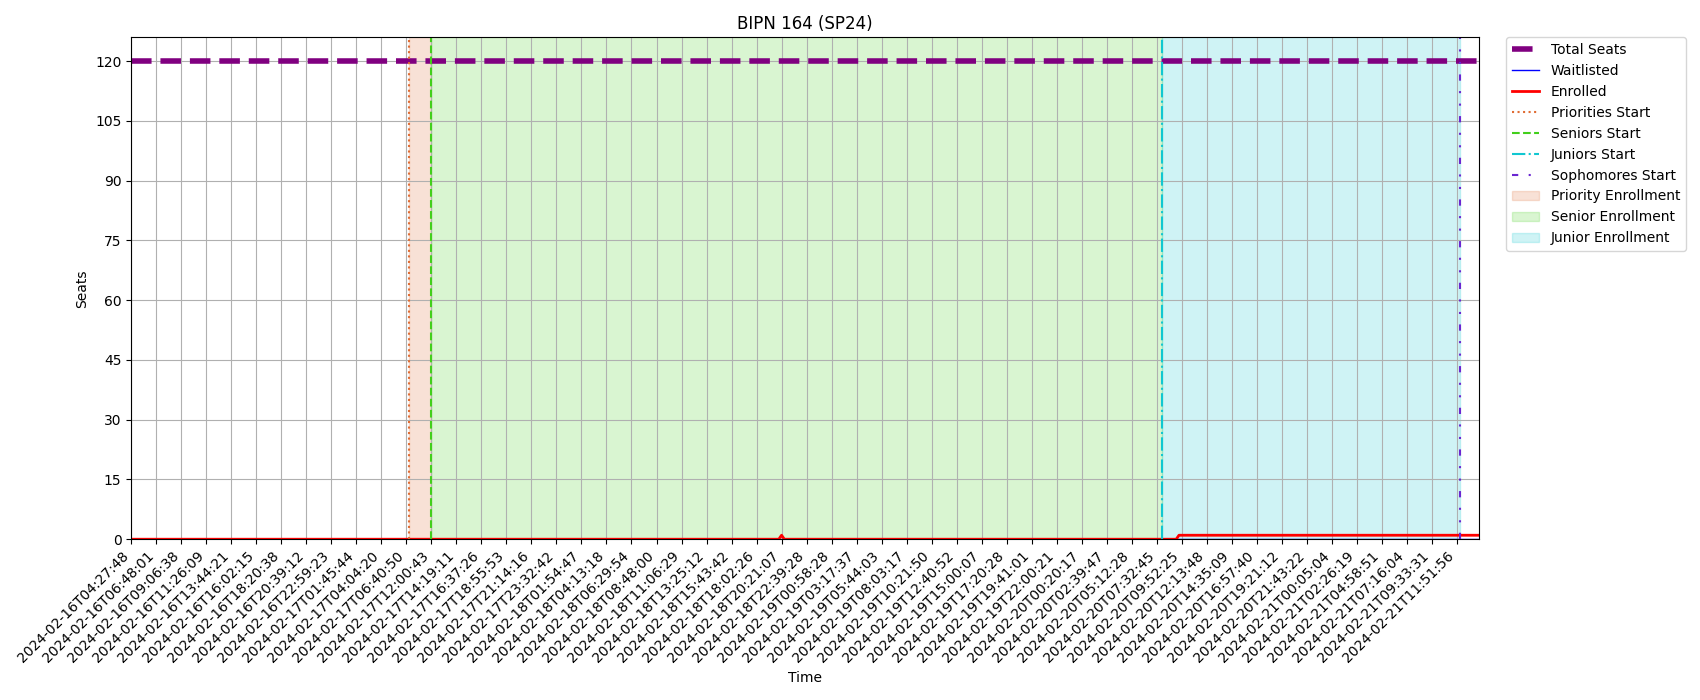 BIPN 164 (SP24)
Total Seats
Waitlisted
Enrolled
Priorities Start
Seniors Start
Juniors Start
Sophomores Start
Priority Enrollment
Senior Enrollment
Junior Enrollment
Seats
120
105
90
75
60
45
30
15
0
2024-02-16T04:27:48
2024-02-16T06:48:01
2024-02-16T09:06:38
2024-02-16T11:26:09
2024-02-16T13:44:21
2024-02-16T16:02:15
2024-02-16T18:20:38
2024-02-16T20:39:12
2024-02-16T22:59:23
2024-02-17T01:45:44
2024-02-17T04:04:20
2024-02-17T06:40:50
2024-02-17T12:00:43
2024-02-17T14:19:11
2024-02-17T16:37:26
2024-02-17T18:55:53
2024-02-17T21:14:16
2024-02-17T23:32:42
2024-02-18T01:54:47
2024-02-18T04:13:18
2024-02-18T06:29:54
2024-02-18T08:48:00
2024-02-18T11:06:29
2024-02-18T13:25:12
2024-02-18T15:43:42
2024-02-18T18:02:26
2024-02-18T20:21:07
2024-02-18T22:39:28
2024-02-19T00:58:28
2024-02-19T03:17:37
2024-02-19T05:44:03
2024-02-19T08:03:17
2024-02-19T10:21:50
2024-02-19T12:40:52
2024-02-19T15:00:07
2024-02-19T17:20:28
2024-02-19T19:41:01
2024-02-19T22:00:21
2024-02-20T00:20:17
2024-02-20T02:39:47
2024-02-20T05:12:28
2024-02-20T07:32:45
2024-02-20T09:52:25
2024-02-20T12:13:48
2024-02-20T14:35:09
2024-02-20T16:57:40
2024-02-20T19:21:12
2024-02-20T21:43:22
2024-02-21T00:05:04
2024-02-21T02:26:19
2024-02-21T04:58:51
2024-02-21T07:16:04
2024-02-21T09:33:31
2024-02-21T11:51:56
Time